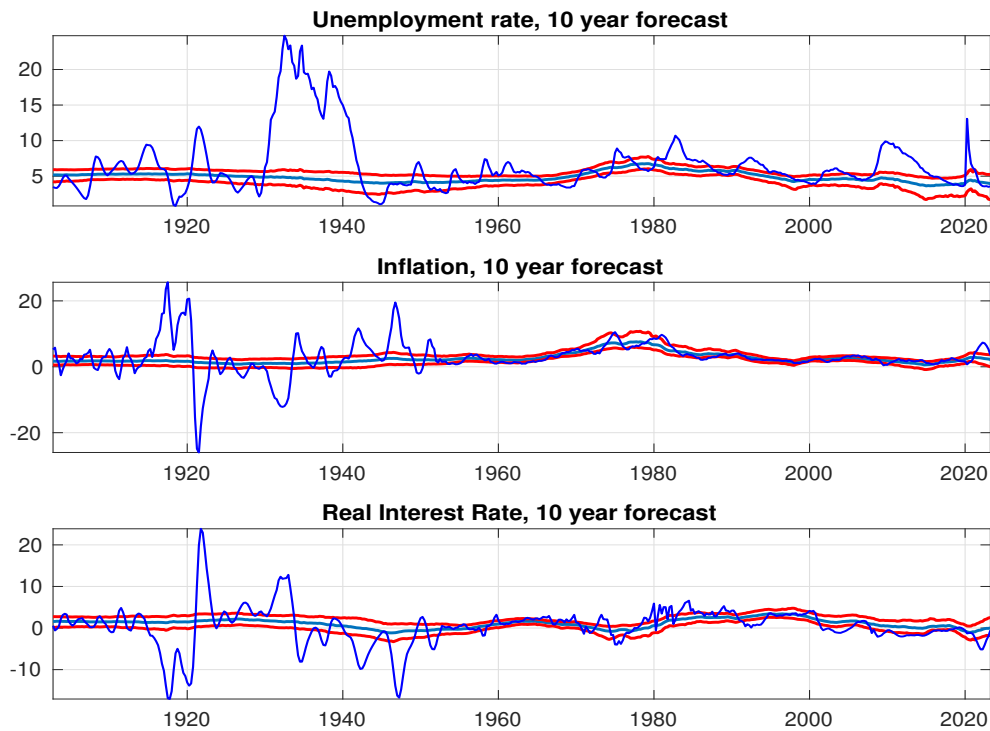 Unemployment rate, 10 year forecast
20
15
10
5
1920 1940 1960 1980 2000 2020
Inflation, 10 year forecast
20
0
-20
1920 1940 1960 1980 2000 2020
Real Interest Rate, 10 year forecast
20
10
0
-10
1920 1940 1960 1980 2000 2020